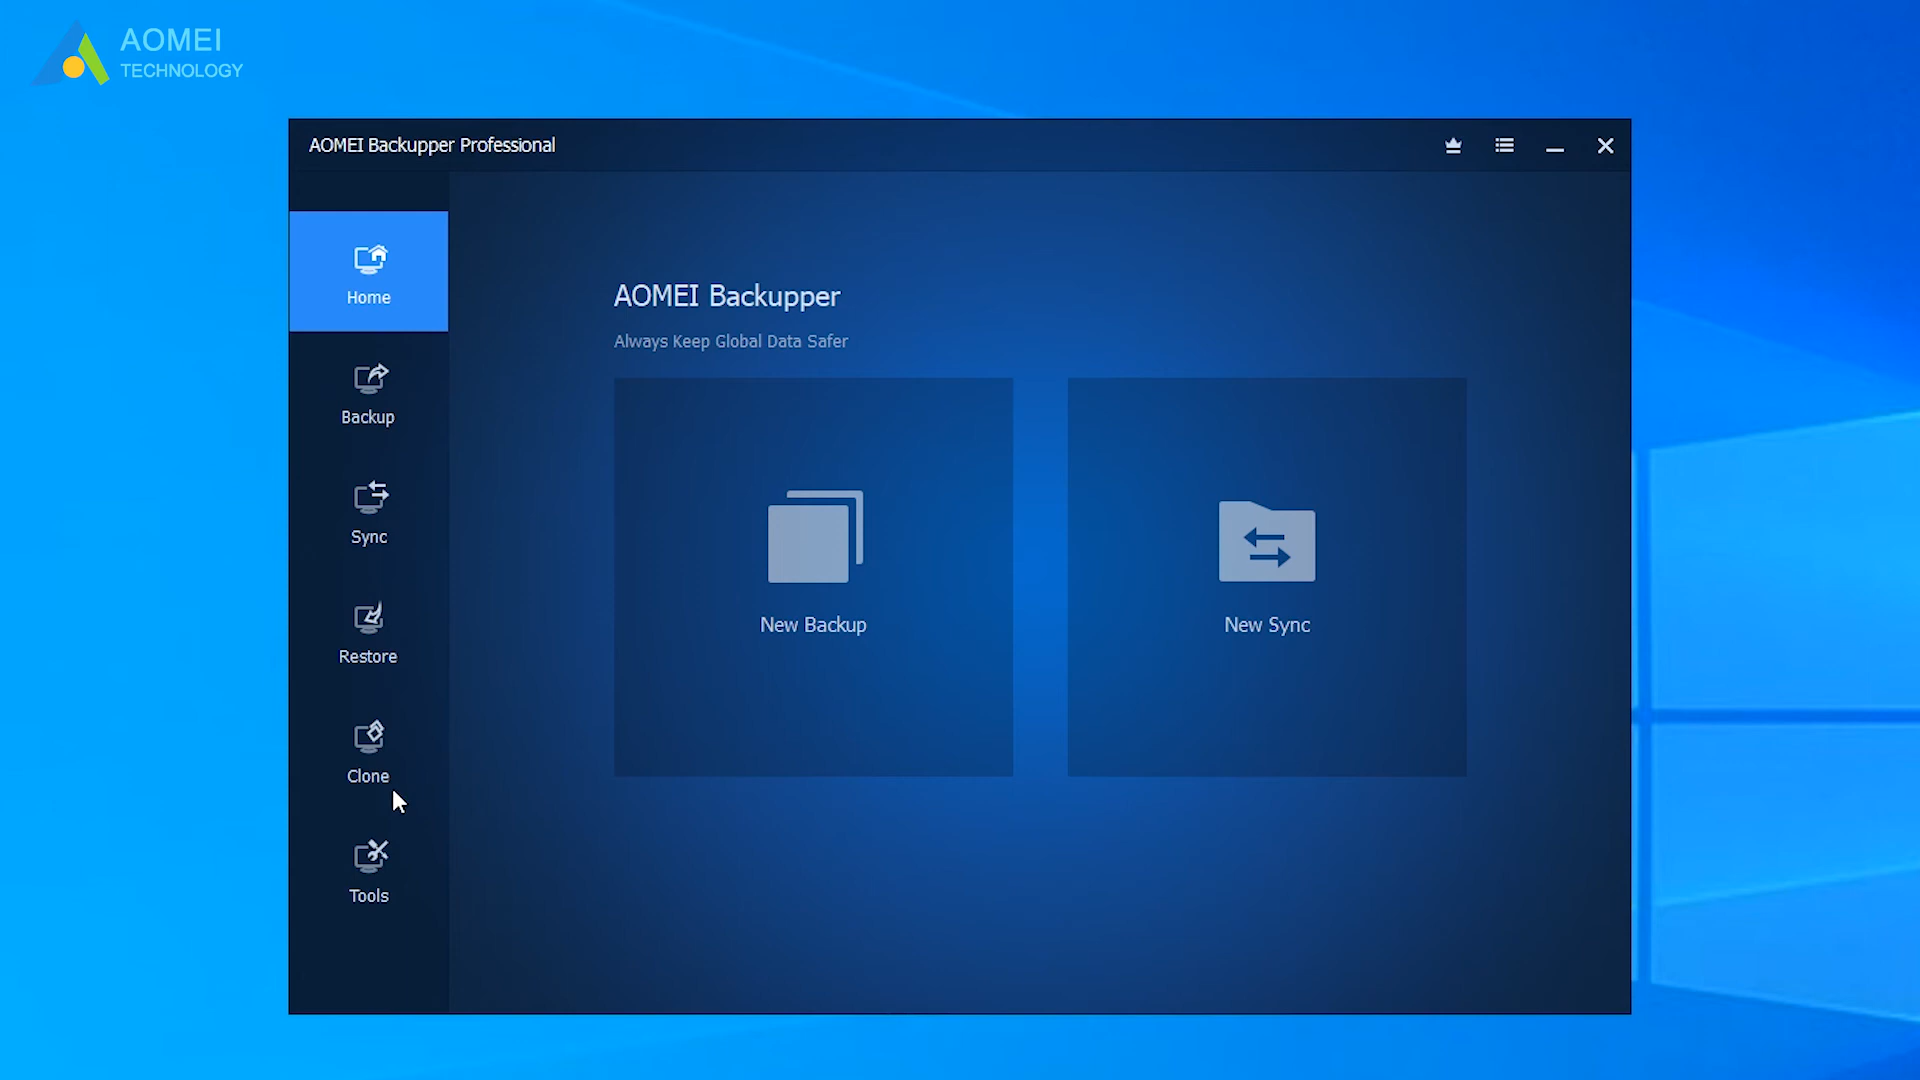 AOMEI
TECHNOLOGY
AOMEI Backupper Professional
Home
Backup
Sync
Restore
Clone
Tools
AOMEI Backupper
Always Keep Global Data Safer
New Backup
New Sync